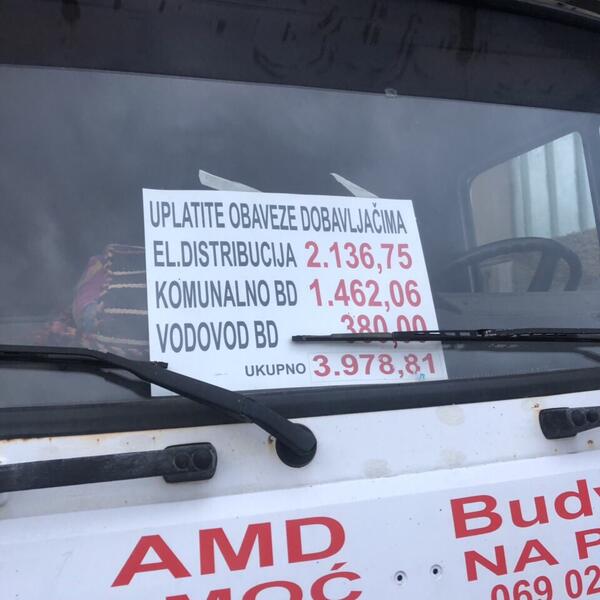 UPLATITE OBAVEZE DOBAVLJAČIMA
EL.DISTRIBUCIJA 2.136,75
KOMUNALNO BD 1.462,06
VODOVOD BD 380,00
UKUPNO 3.978,81
AMD
NA
069 02